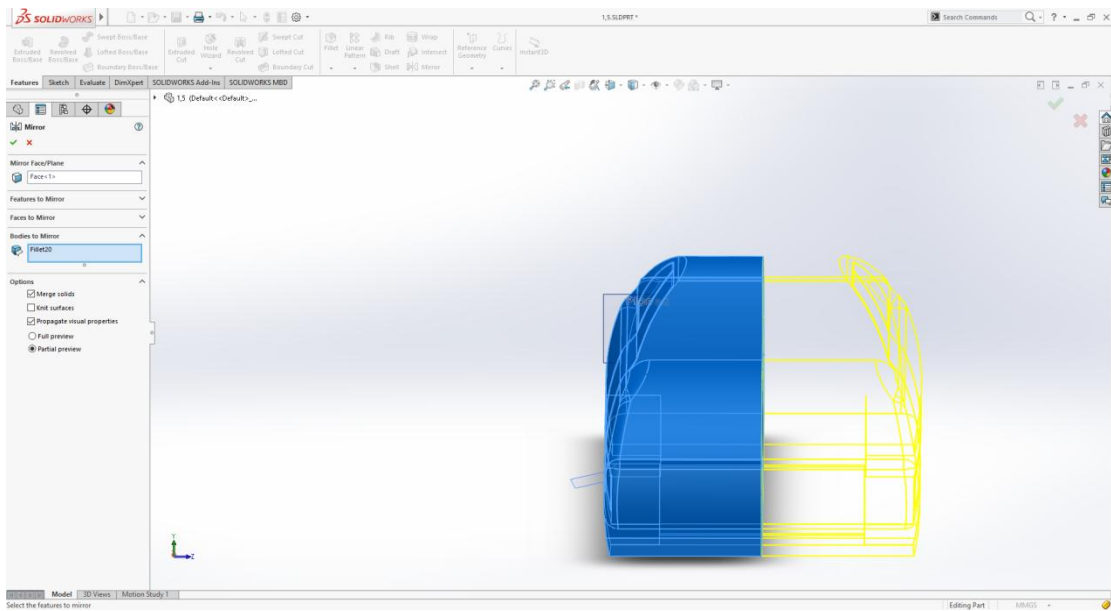 SOLIDWORKS
1,5.SLDPRT *
Search Commands
Extruded Boss/Base
Revolved Boss/Base
Swept Boss/Base
Lofted Boss/Base
Boundary Boss/Base
Extruded Cut
Hole Wizard
Revolved Cut
Swept Cut
Lofted Cut
Boundary Cut
Fillet
Linear Pattern
Rib
Draft
Shell
Wrap
Intersect
Mirror
Reference Geometry
Curves
Instant3D
Features
Sketch
Evaluate
DimXpert
SOLIDWORKS Add-Ins
SOLIDWORKS MBD
1,5 (Default<<Default>_...
Mirror
Mirror Face/Plane
Face<1>
Features to Mirror
Faces to Mirror
Bodies to Mirror
Fillet20
Options
Merge solids
Knit surfaces
Propagate visual properties
Full preview
Partial preview
Y
Z
Model
3D Views
Motion Study 1
Select the features to mirror
Editing Part
MMGS